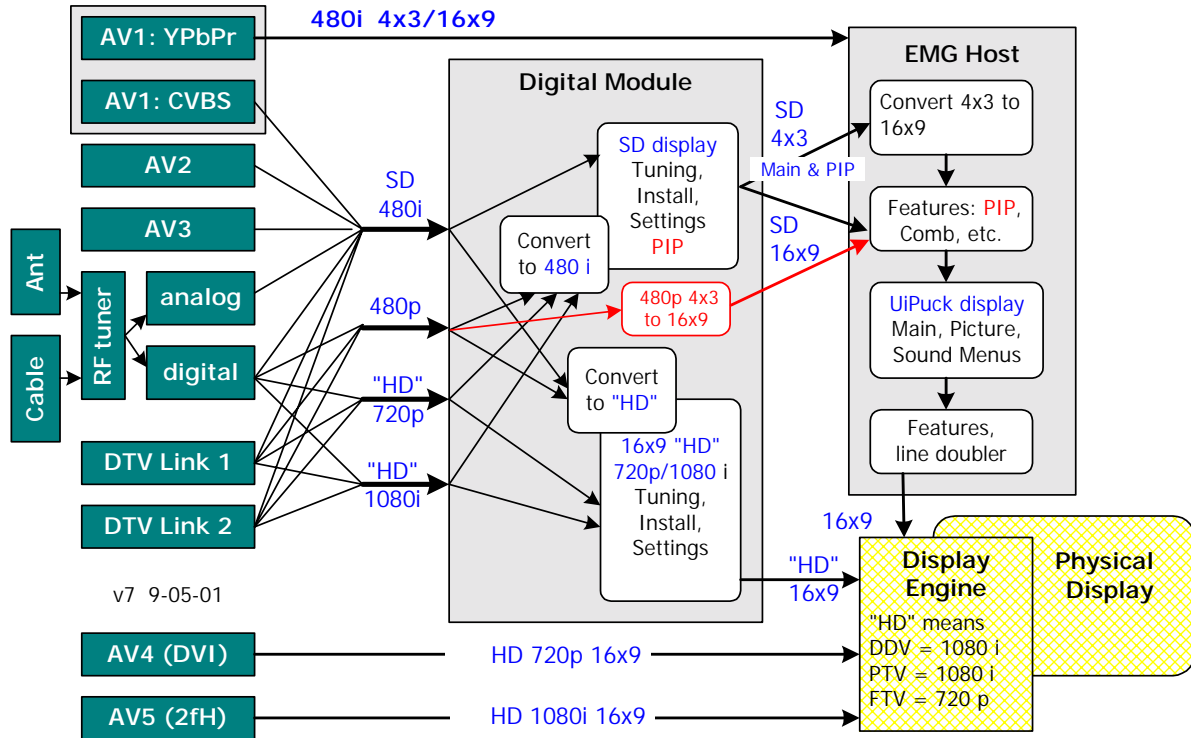 480i 4x3/16x9
AV1: YPbPr
AV1: CVBS
AV2
AV3
Ant
Cable
RF tuner
analog
digital
DTV Link 1
DTV Link 2
v7 9-05-01
AV4 (DVI)
AV5 (2fH)
SD
480i
480p
"HD"
720p
"HD"
1080i
Digital Module
SD display
Tuning,
Install,
Settings
PIP
Convert
to 480 i
480p 4x3
to 16x9
Convert
to "HD"
16x9 "HD"
720p/1080 i
Tuning,
Install,
Settings
SD
4x3
Main & PIP
SD
16x9
EMG Host
Convert 4x3 to
16x9
Features: PIP,
Comb, etc.
UiPuck display
Main, Picture,
Sound Menus
Features,
line doubler
16x9
"HD"
16x9
HD 720p 16x9
HD 1080i 16x9
Display
Engine
"HD" means
DDV = 1080 i
PTV = 1080 i
FTV = 720 p
Physical
Display